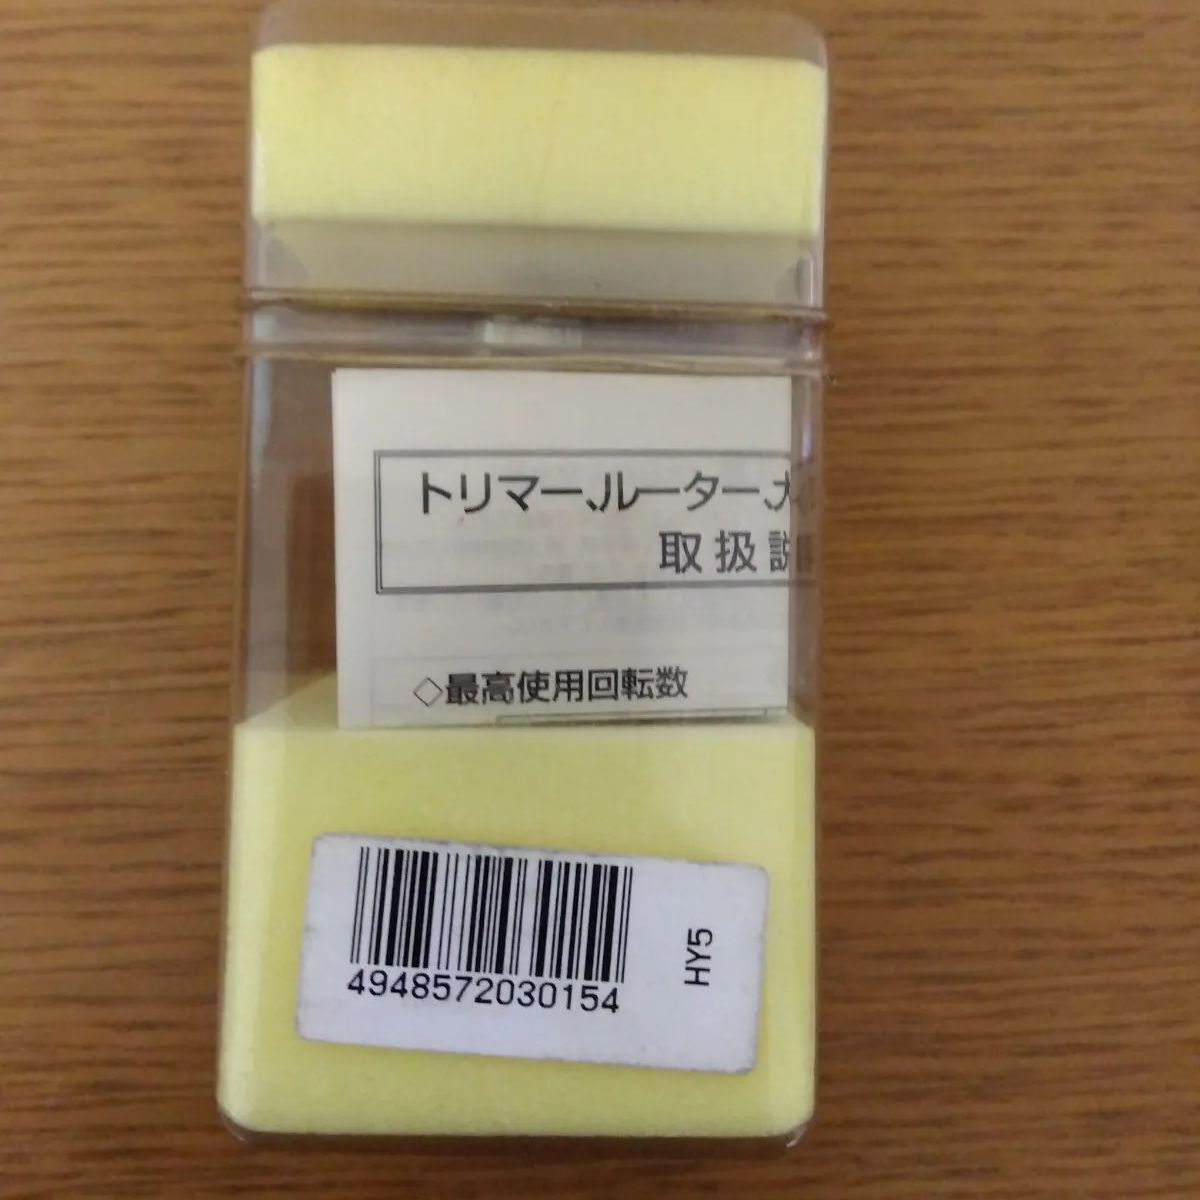 トリマー、ルーター、
取扱説
◇最高使用回転数
4948572030154
HY5